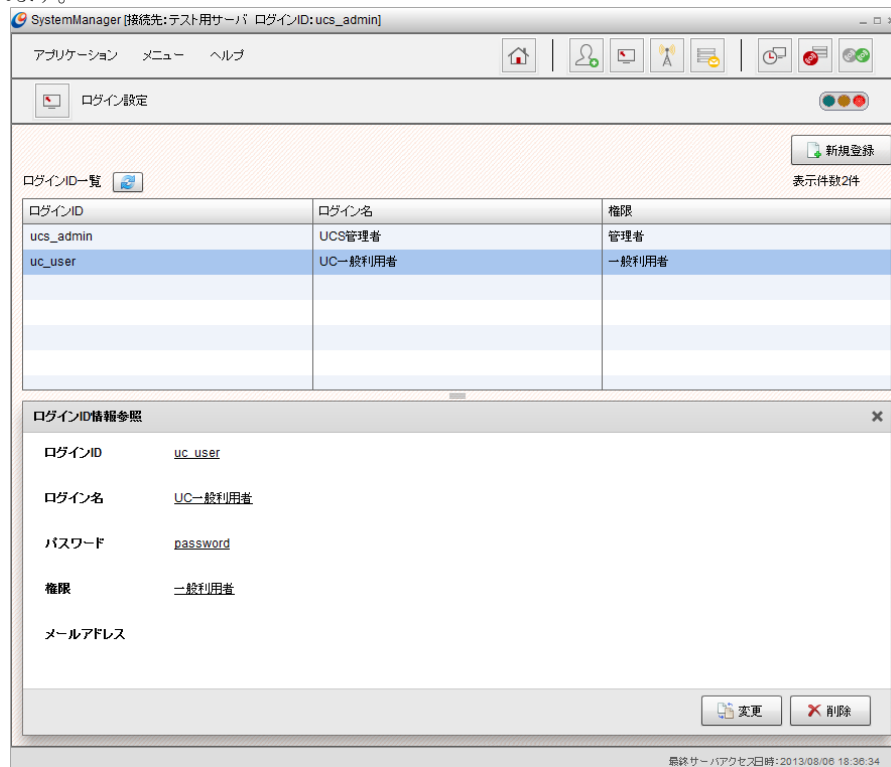 ます。
SystemManager [接続先:テスト用サーバ ログインID:ucs_admin]
アプリケーション メニュー ヘルプ
ログイン設定
新規登録
ログインID一覧 表示件数2件
ログインID ログイン名 権限
ucs_admin UCS管理者 管理者
uc_user UC一般利用者 一般利用者
ログインID情報参照
ログインID uc_user
ログイン名 UC一般利用者
パスワード password
権限 一般利用者
メールアドレス
変更 削除
最終サーバアクセス日時:2013/08/06 18:36:34